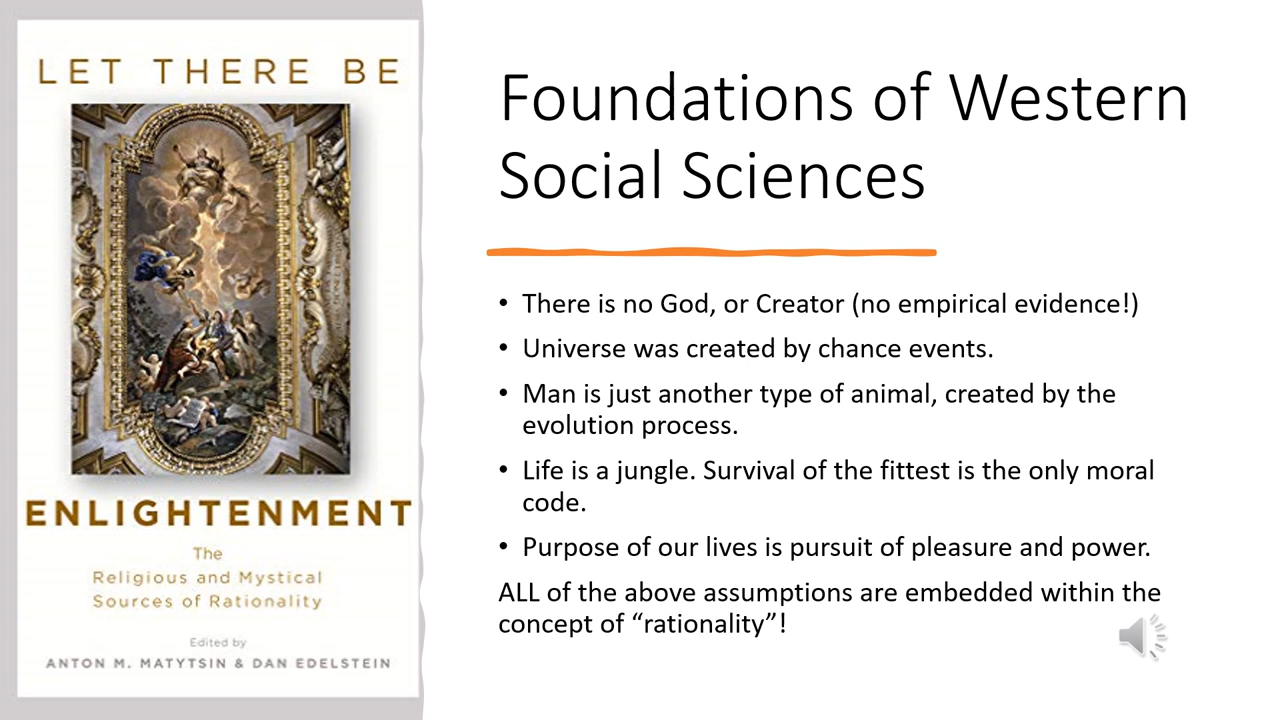 LET THERE BE
ENLIGHTENMENT
The
Religious and Mystical
Sources of Rationality
Edited by
ANTON M. MATYTSIN & DAN EDELSTEIN
Foundations of Western
Social Sciences
• There is no God, or Creator (no empirical evidence!)
• Universe was created by chance events.
• Man is just another type of animal, created by the
evolution process.
• Life is a jungle. Survival of the fittest is the only moral
code.
• Purpose of our lives is pursuit of pleasure and power.
ALL of the above assumptions are embedded within the
concept of “rationality”!